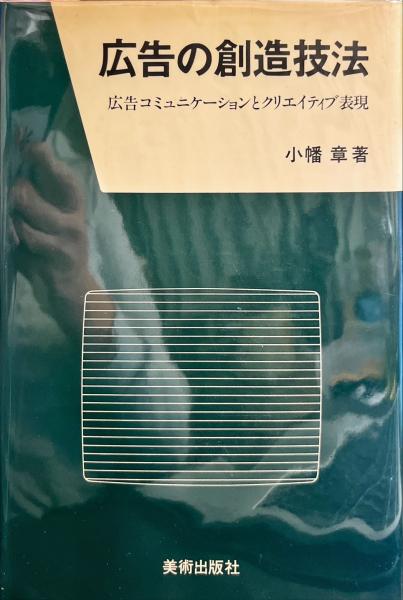 広告の創造技法
広告コミュニケーションとクリエイティブ表現
小幡 章著
美術出版社